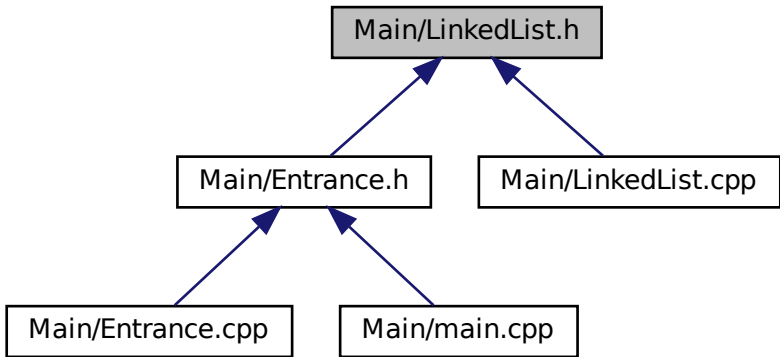 Main/LinkedList.h
Main/Entrance.h
Main/LinkedList.cpp
Main/Entrance.cpp
Main/main.cpp